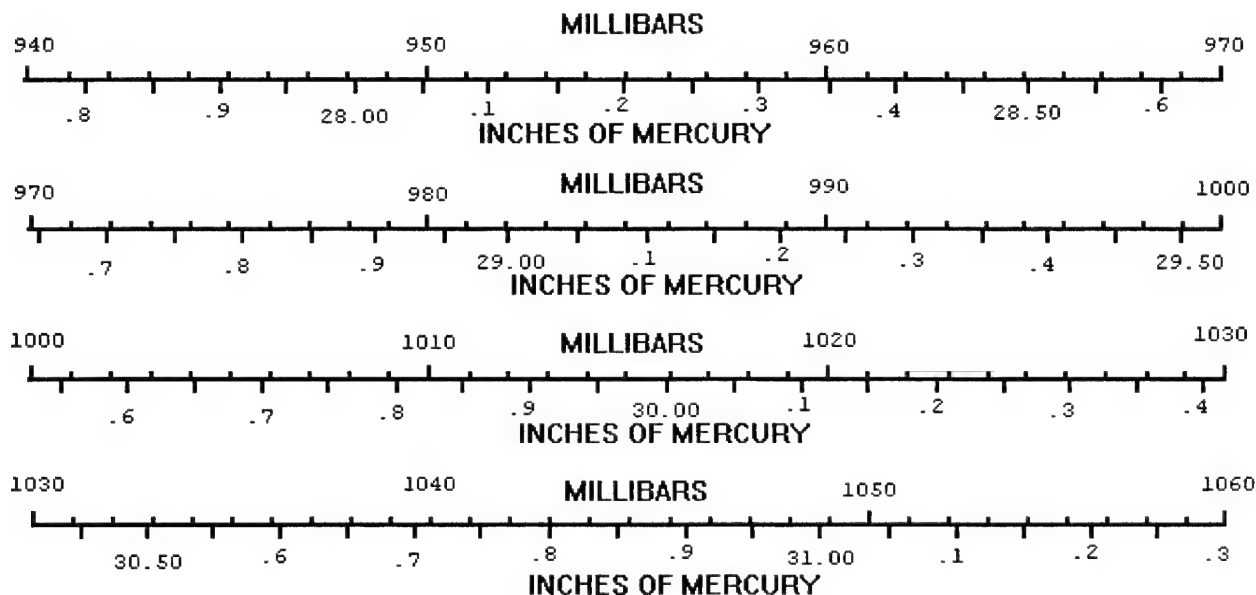 MILLIBARS
940 950 960 970
.8 .9 28.00 .1 .2 .3 .4 28.50 .6
INCHES OF MERCURY
MILLIBARS
970 980 990 1000
.7 .8 .9 29.00 .1 .2 .3 .4 29.50
INCHES OF MERCURY
1000 1010 MILLIBARS 1020 1030
.6 .7 .8 .9 30.00 .1 .2 .3 .4
INCHES OF MERCURY
1030 1040 MILLIBARS 1050 1060
30.50 .6 .7 .8 .9 31.00 .1 .2 .3
INCHES OF MERCURY